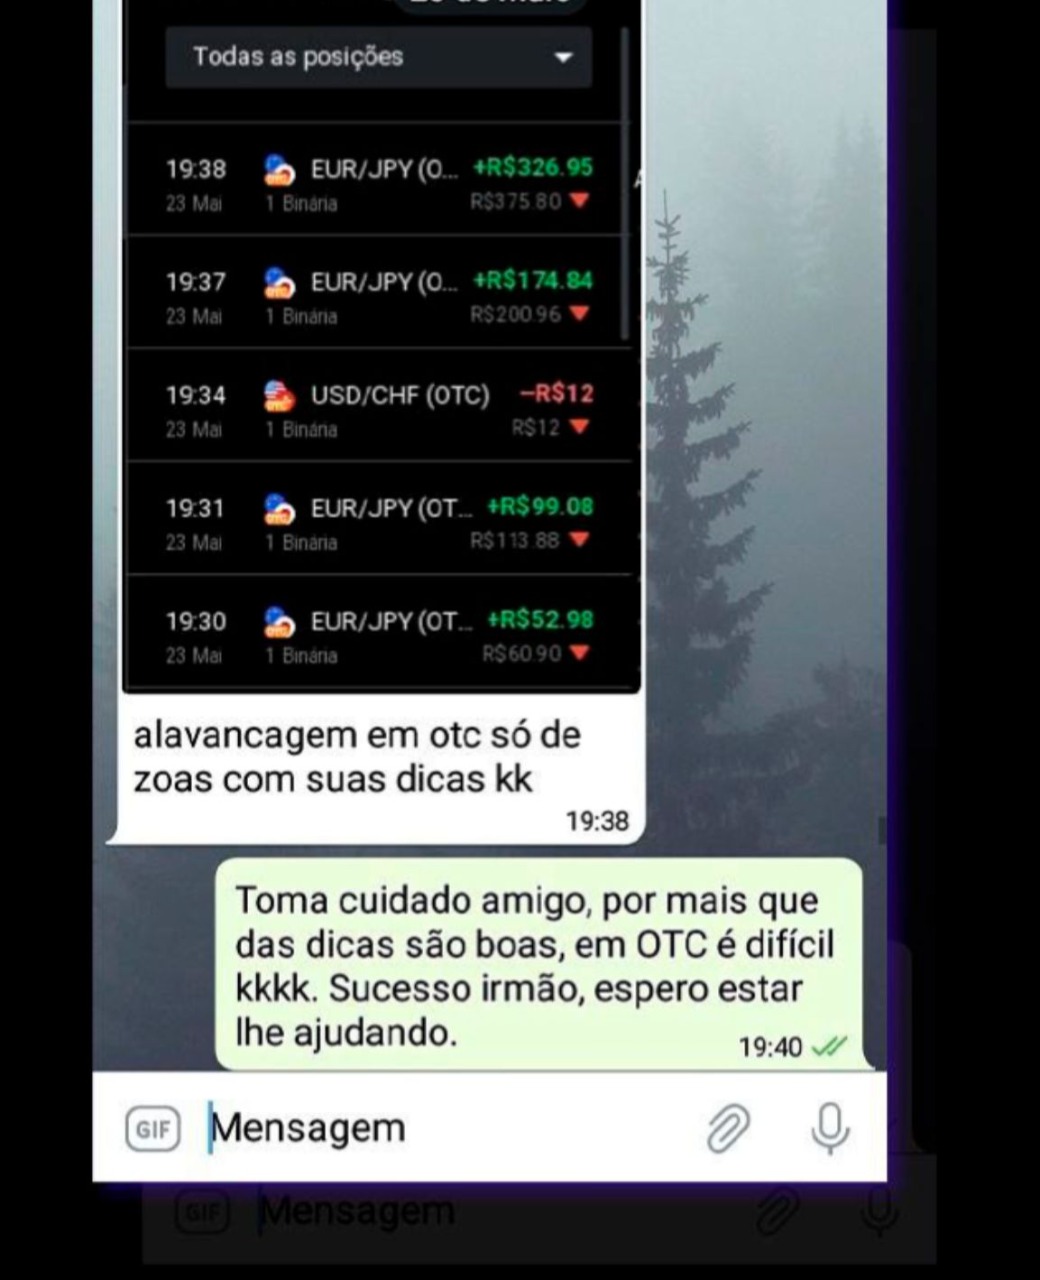 Todas as posições
19:38 EUR/JPY (O... +R$326.95
23 Mai 1 Binária R$375.80
19:37 EUR/JPY (O... +R$174.84
23 Mai 1 Binária R$200.96
19:34 USD/CHF (OTC) −R$12
23 Mai 1 Binária R$12
19:31 EUR/JPY (OT... +R$99.08
23 Mai 1 Binária R$113.88
19:30 EUR/JPY (OT... +R$52.98
23 Mai 1 Binária R$60.90
alavancagem em otc só de
zoas com suas dicas kk
19:38
Toma cuidado amigo, por mais que
das dicas são boas, em OTC é difícil
kkkk. Sucesso irmão, espero estar
lhe ajudando.
19:40
GIF Mensagem
GIF Mensagem